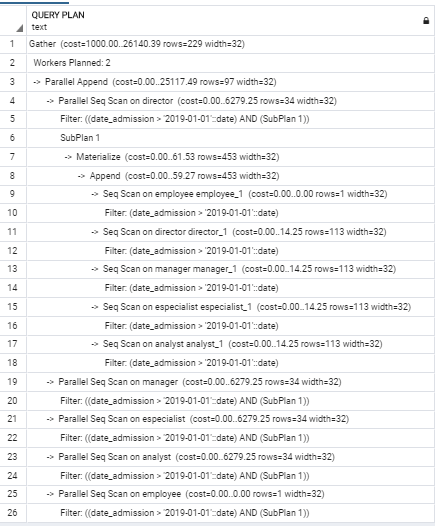 QUERY PLAN
text
1 Gather (cost=1000.00..26140.39 rows=229 width=32)
2 Workers Planned: 2
3 -> Parallel Append (cost=0.00..25117.49 rows=97 width=32)
4 -> Parallel Seq Scan on director (cost=0.00..6279.25 rows=34 width=32)
5 Filter: ((date_admission > '2019-01-01'::date) AND (SubPlan 1))
6 SubPlan 1
7 -> Materialize (cost=0.00..61.53 rows=453 width=32)
8 -> Append (cost=0.00..59.27 rows=453 width=32)
9 -> Seq Scan on employee employee_1 (cost=0.00..0.00 rows=1 width=32)
10 Filter: (date_admission > '2019-01-01'::date)
11 -> Seq Scan on director director_1 (cost=0.00..14.25 rows=113 width=32)
12 Filter: (date_admission > '2019-01-01'::date)
13 -> Seq Scan on manager manager_1 (cost=0.00..14.25 rows=113 width=32)
14 Filter: (date_admission > '2019-01-01'::date)
15 -> Seq Scan on especialist especialist_1 (cost=0.00..14.25 rows=113 width=32)
16 Filter: (date_admission > '2019-01-01'::date)
17 -> Seq Scan on analyst analyst_1 (cost=0.00..14.25 rows=113 width=32)
18 Filter: (date_admission > '2019-01-01'::date)
19 -> Parallel Seq Scan on manager (cost=0.00..6279.25 rows=34 width=32)
20 Filter: ((date_admission > '2019-01-01'::date) AND (SubPlan 1))
21 -> Parallel Seq Scan on especialist (cost=0.00..6279.25 rows=34 width=32)
22 Filter: ((date_admission > '2019-01-01'::date) AND (SubPlan 1))
23 -> Parallel Seq Scan on analyst (cost=0.00..6279.25 rows=34 width=32)
24 Filter: ((date_admission > '2019-01-01'::date) AND (SubPlan 1))
25 -> Parallel Seq Scan on employee (cost=0.00..0.00 rows=1 width=32)
26 Filter: ((date_admission > '2019-01-01'::date) AND (SubPlan 1))